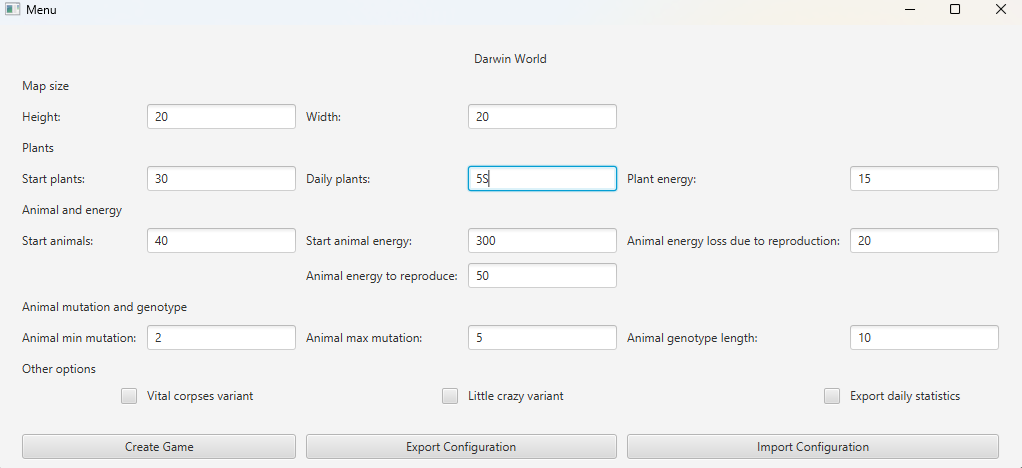 Menu
Darwin World
Map size
Height: 20 Width: 20
Plants
Start plants: 30 Daily plants: 5S Plant energy: 15
Animal and energy
Start animals: 40 Start animal energy: 300 Animal energy loss due to reproduction: 20
Animal energy to reproduce: 50
Animal mutation and genotype
Animal min mutation: 2 Animal max mutation: 5 Animal genotype length: 10
Other options
Vital corpses variant Little crazy variant Export daily statistics
Create Game Export Configuration Import Configuration